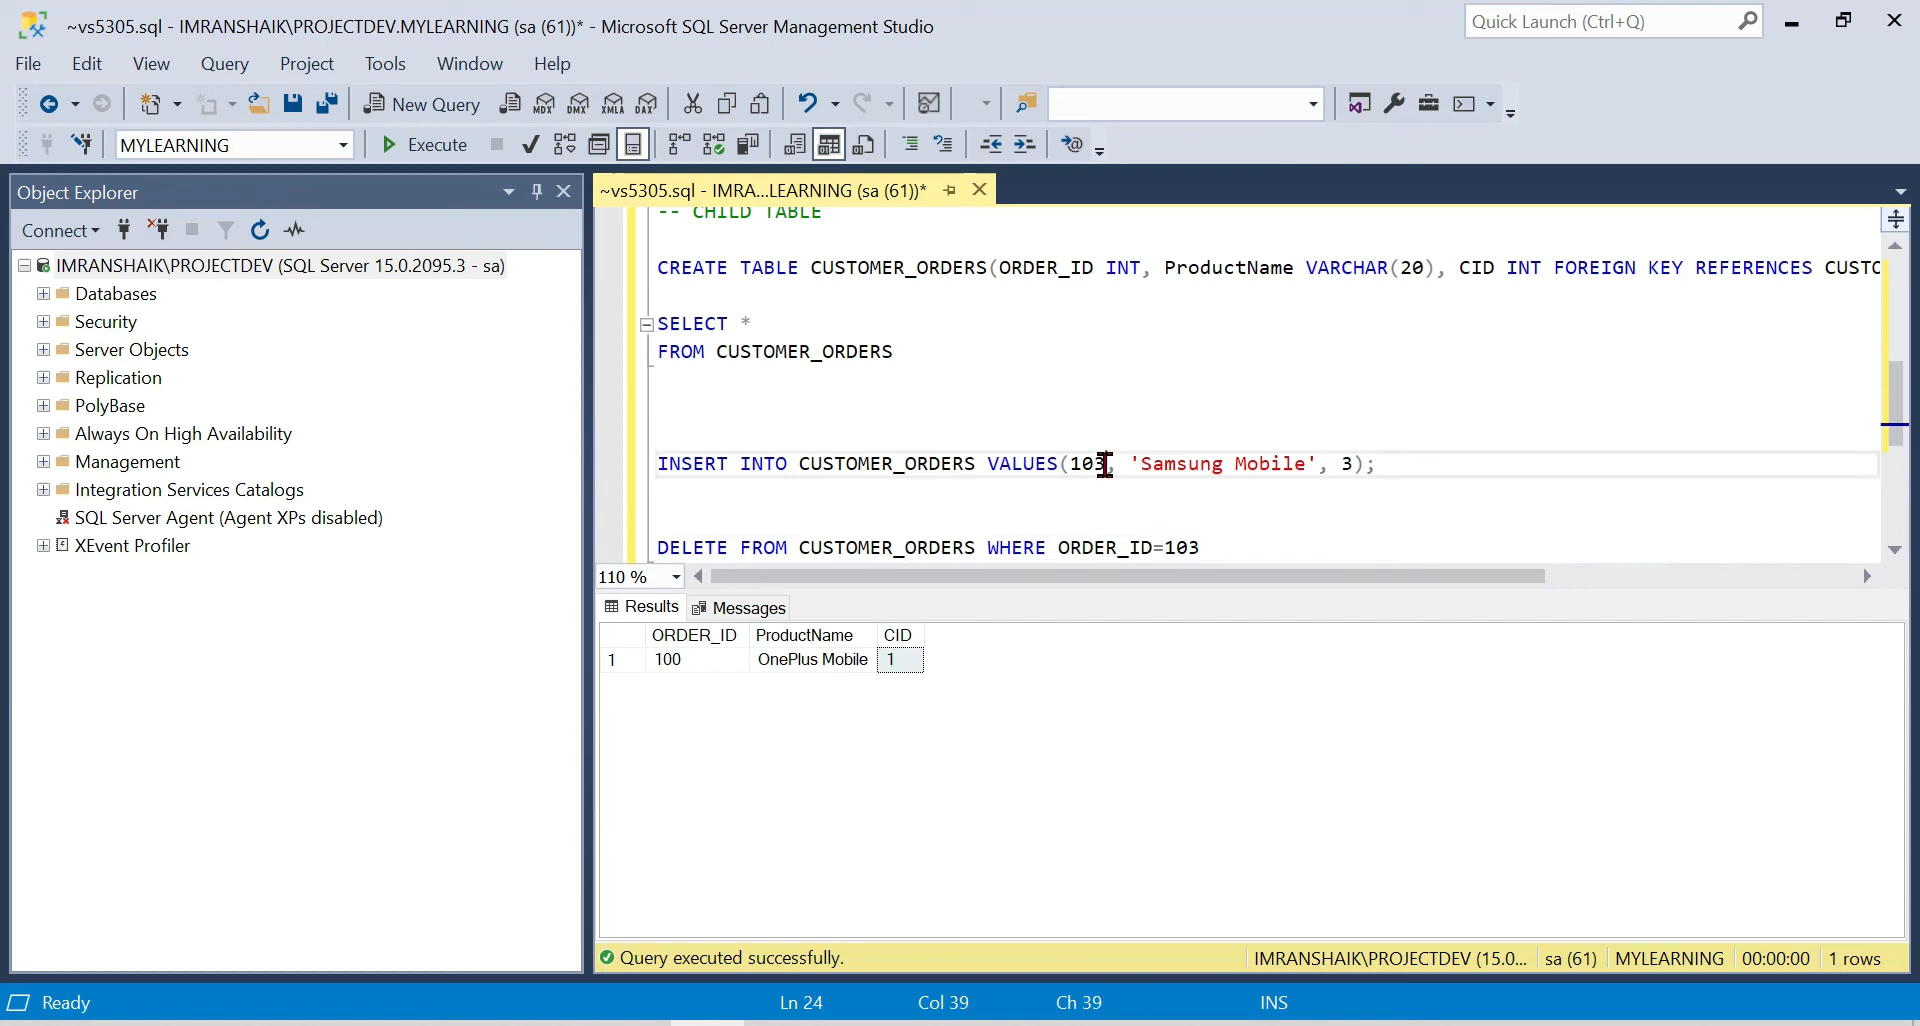 ~vs5305.sql - IMRANSHAIK\PROJECTDEV.MYLEARNING (sa (61))* - Microsoft SQL Server Management Studio
Quick Launch (Ctrl+Q)
File Edit View Query Project Tools Window Help
New Query MDX DMX XMLA DAX
MYLEARNING Execute
Object Explorer
~vs5305.sql - IMRA...LEARNING (sa (61))*
Connect
IMRANSHAIK\PROJECTDEV (SQL Server 15.0.2095.3 - sa)
Databases
Security
Server Objects
Replication
PolyBase
Always On High Availability
Management
Integration Services Catalogs
SQL Server Agent (Agent XPs disabled)
XEvent Profiler
-- CHILD TABLE
CREATE TABLE CUSTOMER_ORDERS(ORDER_ID INT, ProductName VARCHAR(20), CID INT FOREIGN KEY REFERENCES CUSTO
SELECT *
FROM CUSTOMER_ORDERS
INSERT INTO CUSTOMER_ORDERS VALUES(103, 'Samsung Mobile', 3);
DELETE FROM CUSTOMER_ORDERS WHERE ORDER_ID=103
110 %
Results Messages
ORDER_ID ProductName CID
1 100 OnePlus Mobile 1
Query executed successfully. IMRANSHAIK\PROJECTDEV (15.0... sa (61) MYLEARNING 00:00:00 1 rows
Ready Ln 24 Col 39 Ch 39 INS